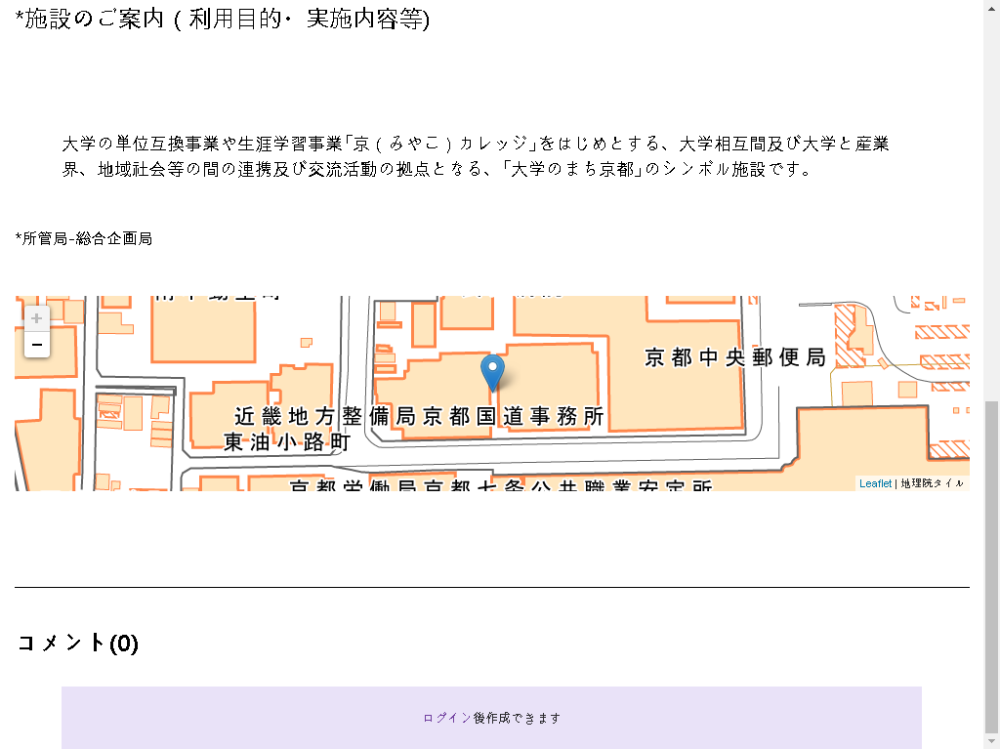 *施設のご案内（利用目的・実施内容等)
大学の単位互換事業や生涯学習事業｢京（みやこ）カレッジ｣をはじめとする、大学相互間及び大学と産業
界、地域社会等の間の連携及び交流活動の拠点となる、｢大学のまち京都｣のシンボル施設です。
*所管局-総合企画局
+
−
京都中央郵便局
近畿地方整備局京都国道事務所
東油小路町
京都労働局京都七条公共職業安定所
Leaflet | 地理院タイル
コメント(0)
ログイン後作成できます